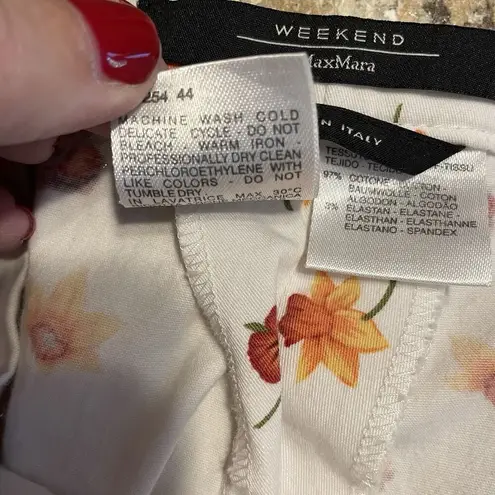 WEEKEND
MaxMara
254 44
MACHINE WASH COLD
DELICATE CYCLE - DO NOT
BLEACH - WARM IRON -
PROFESSIONALLY DRY CLEAN
PERCHLOROETHYLENE WITH
LIKE COLORS - DO NOT
TUMBLE DRY
IN LAVATRICE MAX 30°C
N ITALY
TISSU
TEJIDO
97% COTONE
BAUMWOLLE - COTON
ALGODON - ALGODÃO
3% ELASTAN - ELASTANE -
ELASTHAN - ELASTHANNE
ELASTANO - SPANDEX